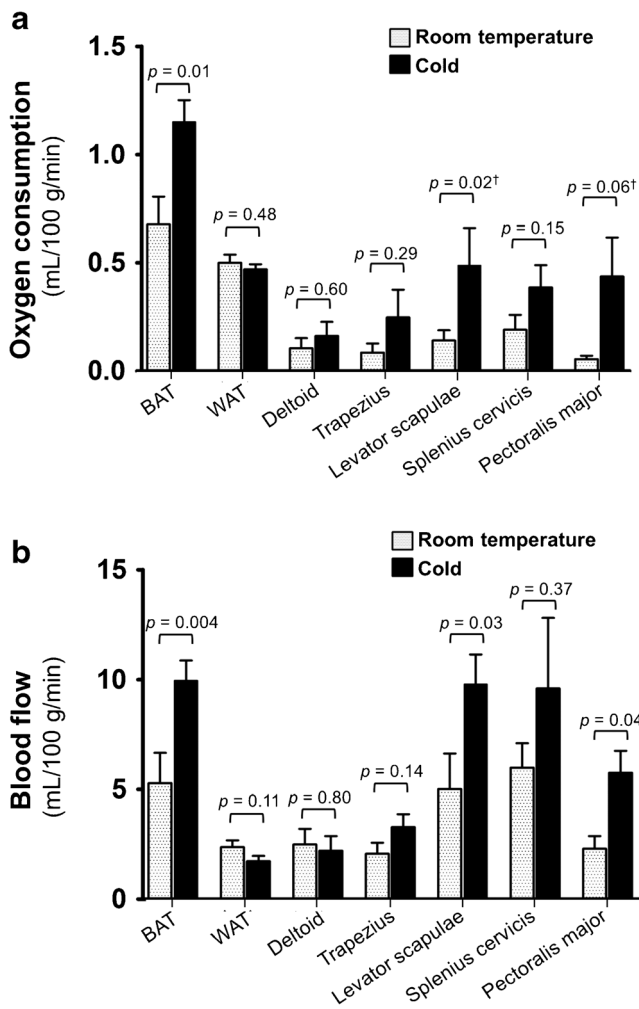 a
Room temperature
Cold
Oxygen consumption
(mL/100 g/min)
1.5
1.0
0.5
0.0
p = 0.01
p = 0.48
p = 0.60
p = 0.29
p = 0.02†
p = 0.15
p = 0.06†
BAT
WAT
Deltoid
Trapezius
Levator scapulae
Splenius cervicis
Pectoralis major
b
Room temperature
Cold
Blood flow
(mL/100 g/min)
15
10
5
0
p = 0.004
p = 0.11
p = 0.80
p = 0.14
p = 0.03
p = 0.37
p = 0.04
BAT
WAT
Deltoid
Trapezius
Levator scapulae
Splenius cervicis
Pectoralis major